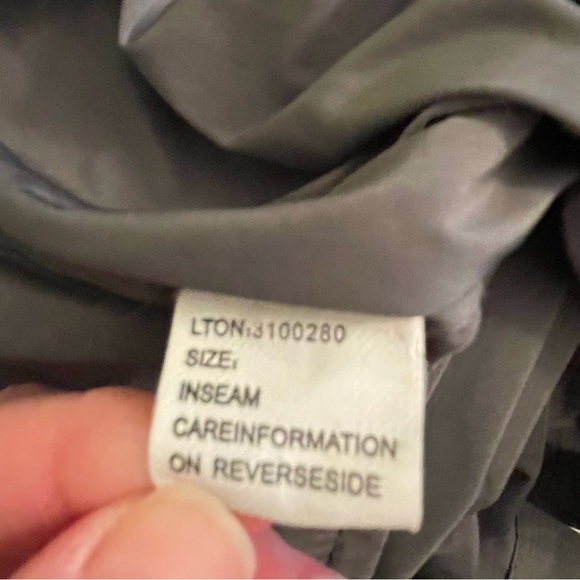 LTON:3100280
SIZE:
INSEAM
CAREINFORMATION
ON REVERSESIDE